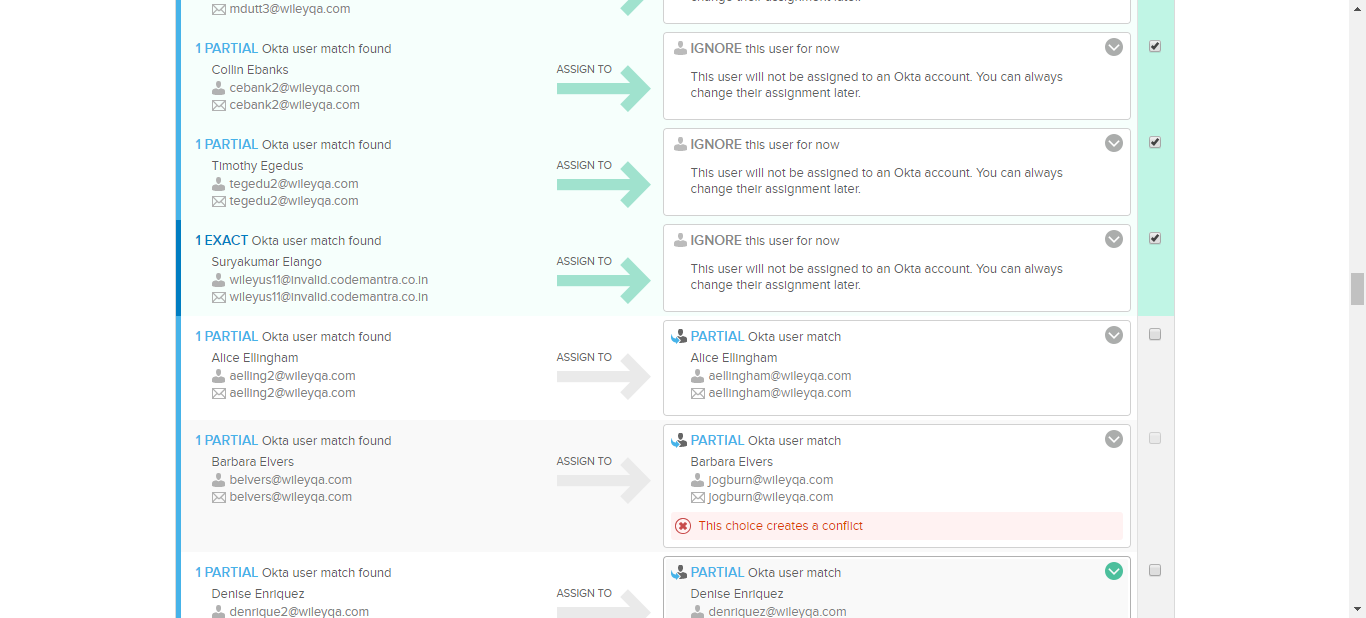 mdutt3@wileyqa.com
change their assignment later.
1 PARTIAL Okta user match found
Collin Ebanks
cebank2@wileyqa.com
cebank2@wileyqa.com
ASSIGN TO
IGNORE this user for now
This user will not be assigned to an Okta account. You can always
change their assignment later.
1 PARTIAL Okta user match found
Timothy Egedus
tegedu2@wileyqa.com
tegedu2@wileyqa.com
ASSIGN TO
IGNORE this user for now
This user will not be assigned to an Okta account. You can always
change their assignment later.
1 EXACT Okta user match found
Suryakumar Elango
wileyus11@invalid.codemantra.co.in
wileyus11@invalid.codemantra.co.in
ASSIGN TO
IGNORE this user for now
This user will not be assigned to an Okta account. You can always
change their assignment later.
1 PARTIAL Okta user match found
Alice Ellingham
aelling2@wileyqa.com
aelling2@wileyqa.com
ASSIGN TO
PARTIAL Okta user match
Alice Ellingham
aellingham@wileyqa.com
aellingham@wileyqa.com
1 PARTIAL Okta user match found
Barbara Elvers
belvers@wileyqa.com
belvers@wileyqa.com
ASSIGN TO
PARTIAL Okta user match
Barbara Elvers
jogburn@wileyqa.com
jogburn@wileyqa.com
This choice creates a conflict
1 PARTIAL Okta user match found
Denise Enriquez
denrique2@wileyqa.com
ASSIGN TO
PARTIAL Okta user match
Denise Enriquez
denriquez@wileyqa.com